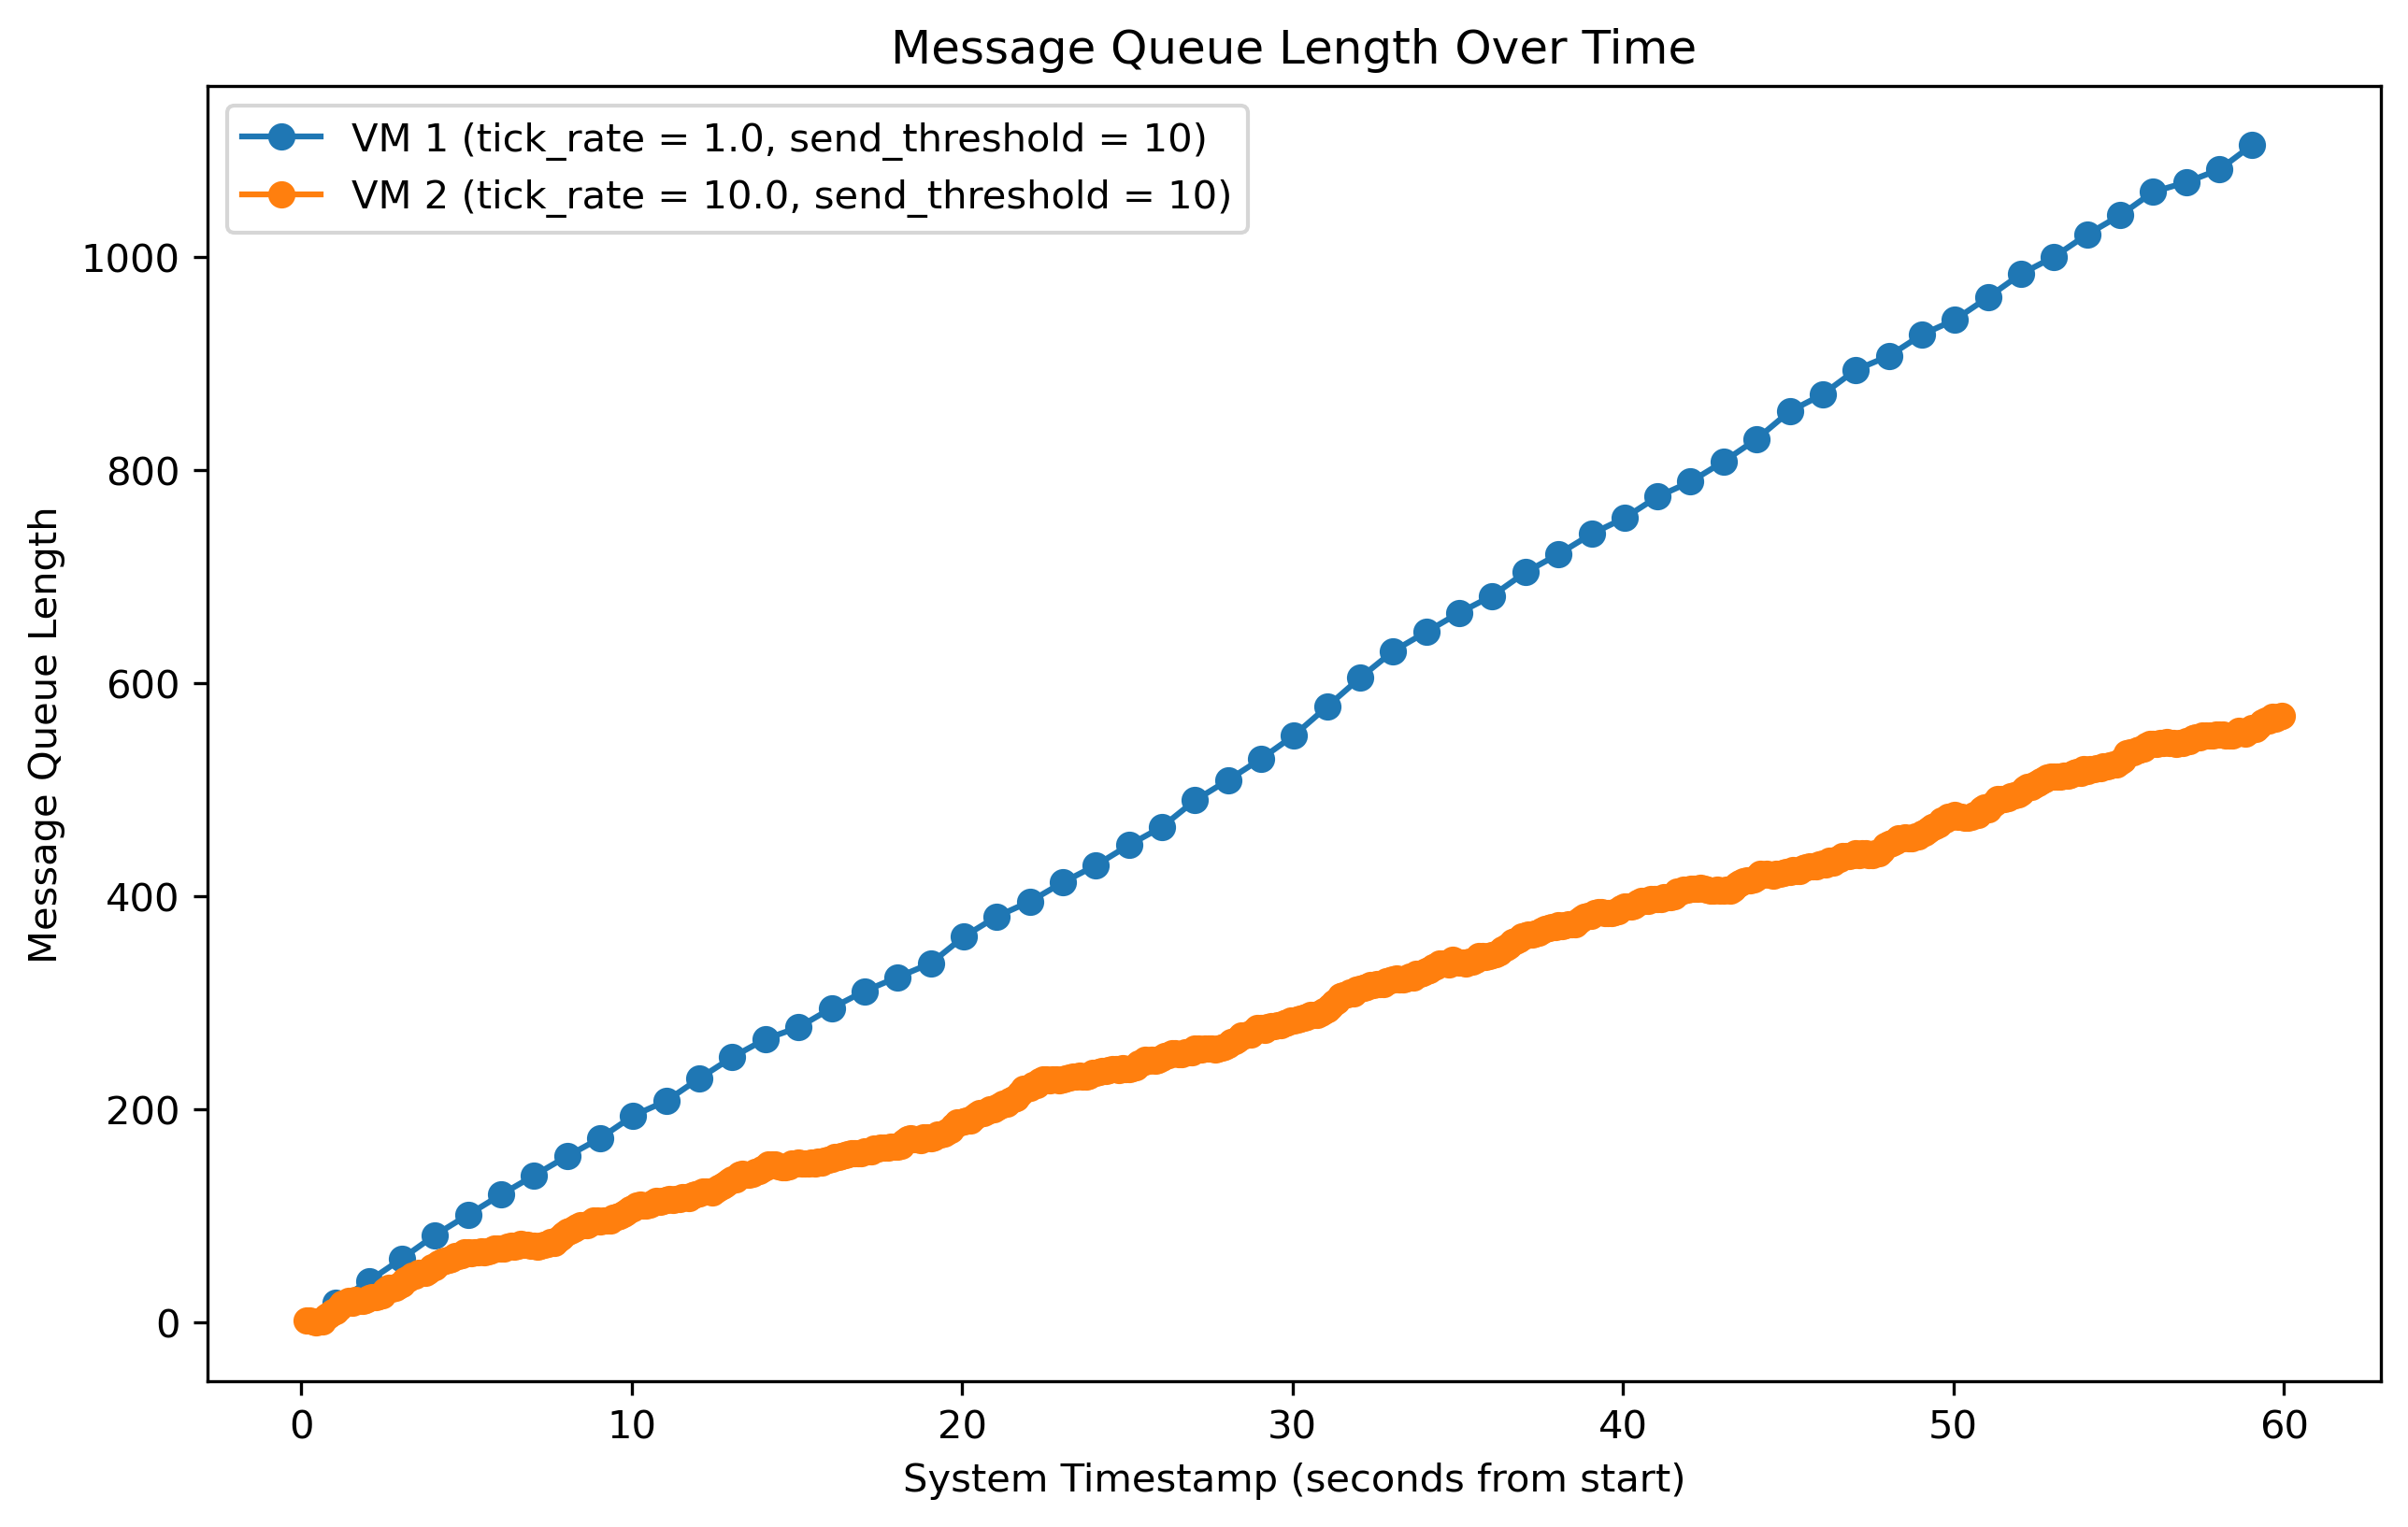 Message Queue Length Over Time
VM 1 (tick_rate = 1.0, send_threshold = 10)
VM 2 (tick_rate = 10.0, send_threshold = 10)
Message Queue Length
1000
800
600
400
200
0
0 10 20 30 40 50 60
System Timestamp (seconds from start)